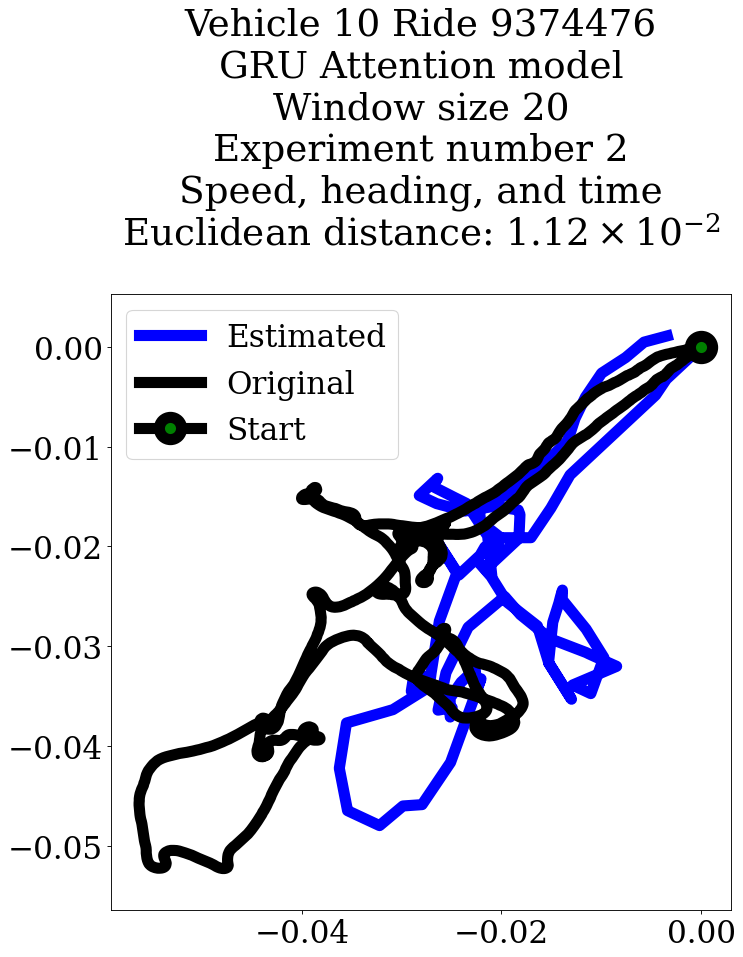 Vehicle 10 Ride 9374476
GRU Attention model
Window size 20
Experiment number 2
Speed, heading, and time
Euclidean distance: 1.12 × 10⁻²
Estimated
Original
Start
0.00
−0.01
−0.02
−0.03
−0.04
−0.05
−0.04 −0.02 0.00